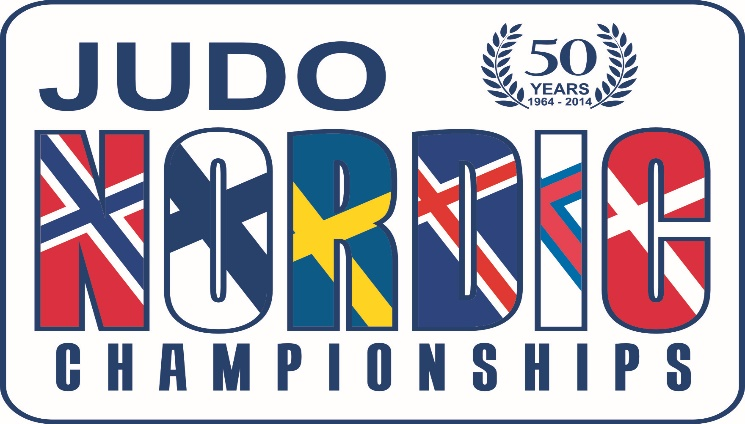 JUDO
50
YEARS
1964 - 2014
NORDIC
CHAMPIONSHIPS